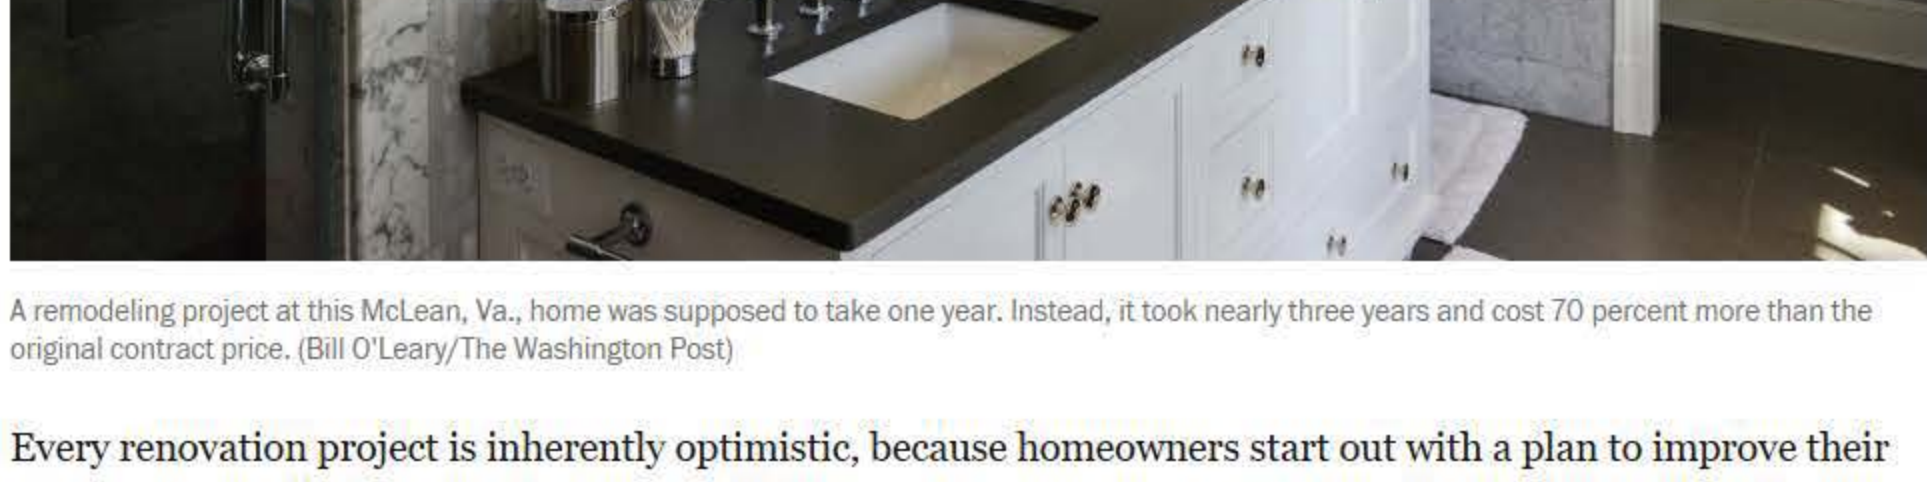 A remodeling project at this McLean, Va., home was supposed to take one year. Instead, it took nearly three years and cost 70 percent more than the
original contract price. (Bill O'Leary/The Washington Post)
Every renovation project is inherently optimistic, because homeowners start out with a plan to improve their